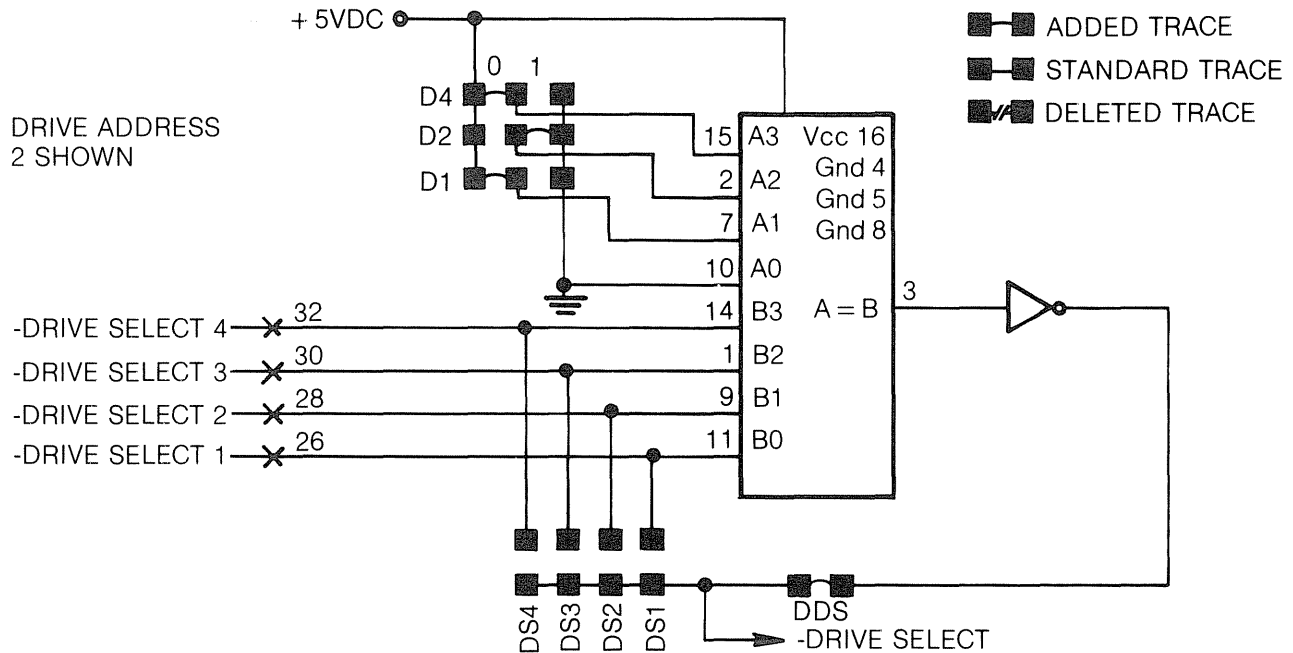 + 5VDC
ADDED TRACE
STANDARD TRACE
DELETED TRACE
0 1
D4
D2
D1
DRIVE ADDRESS
2 SHOWN
15 A3 Vcc 16
Gnd 4
2 A2
Gnd 5
7 A1
Gnd 8
10 A0
14 B3 A = B 3
1 B2
9 B1
11 B0
-DRIVE SELECT 4 32
-DRIVE SELECT 3 30
-DRIVE SELECT 2 28
-DRIVE SELECT 1 26
DS4
DS3
DS2
DS1
DDS
-DRIVE SELECT